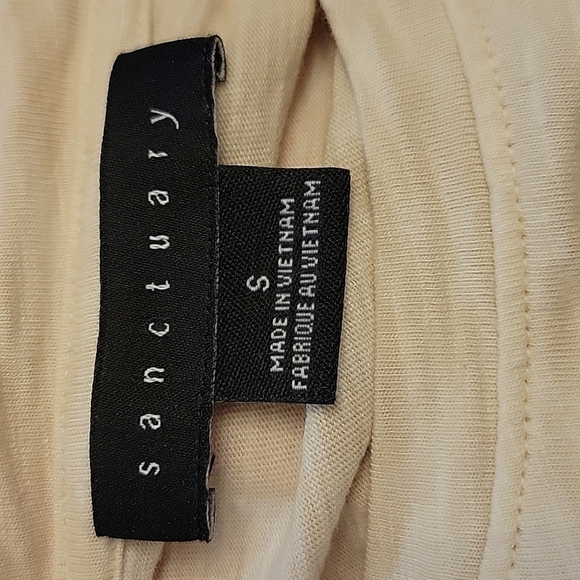 sanctuary
S
MADE IN VIETNAM
FABRIQUE AU VIETNAM